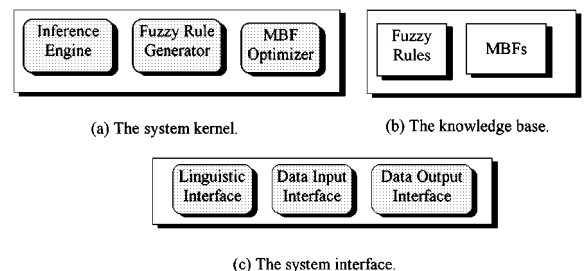 Inference Engine
Fuzzy Rule Generator
MBF Optimizer
(a) The system kernel.
Fuzzy Rules
MBFs
(b) The knowledge base.
Linguistic Interface
Data Input Interface
Data Output Interface
(c) The system interface.